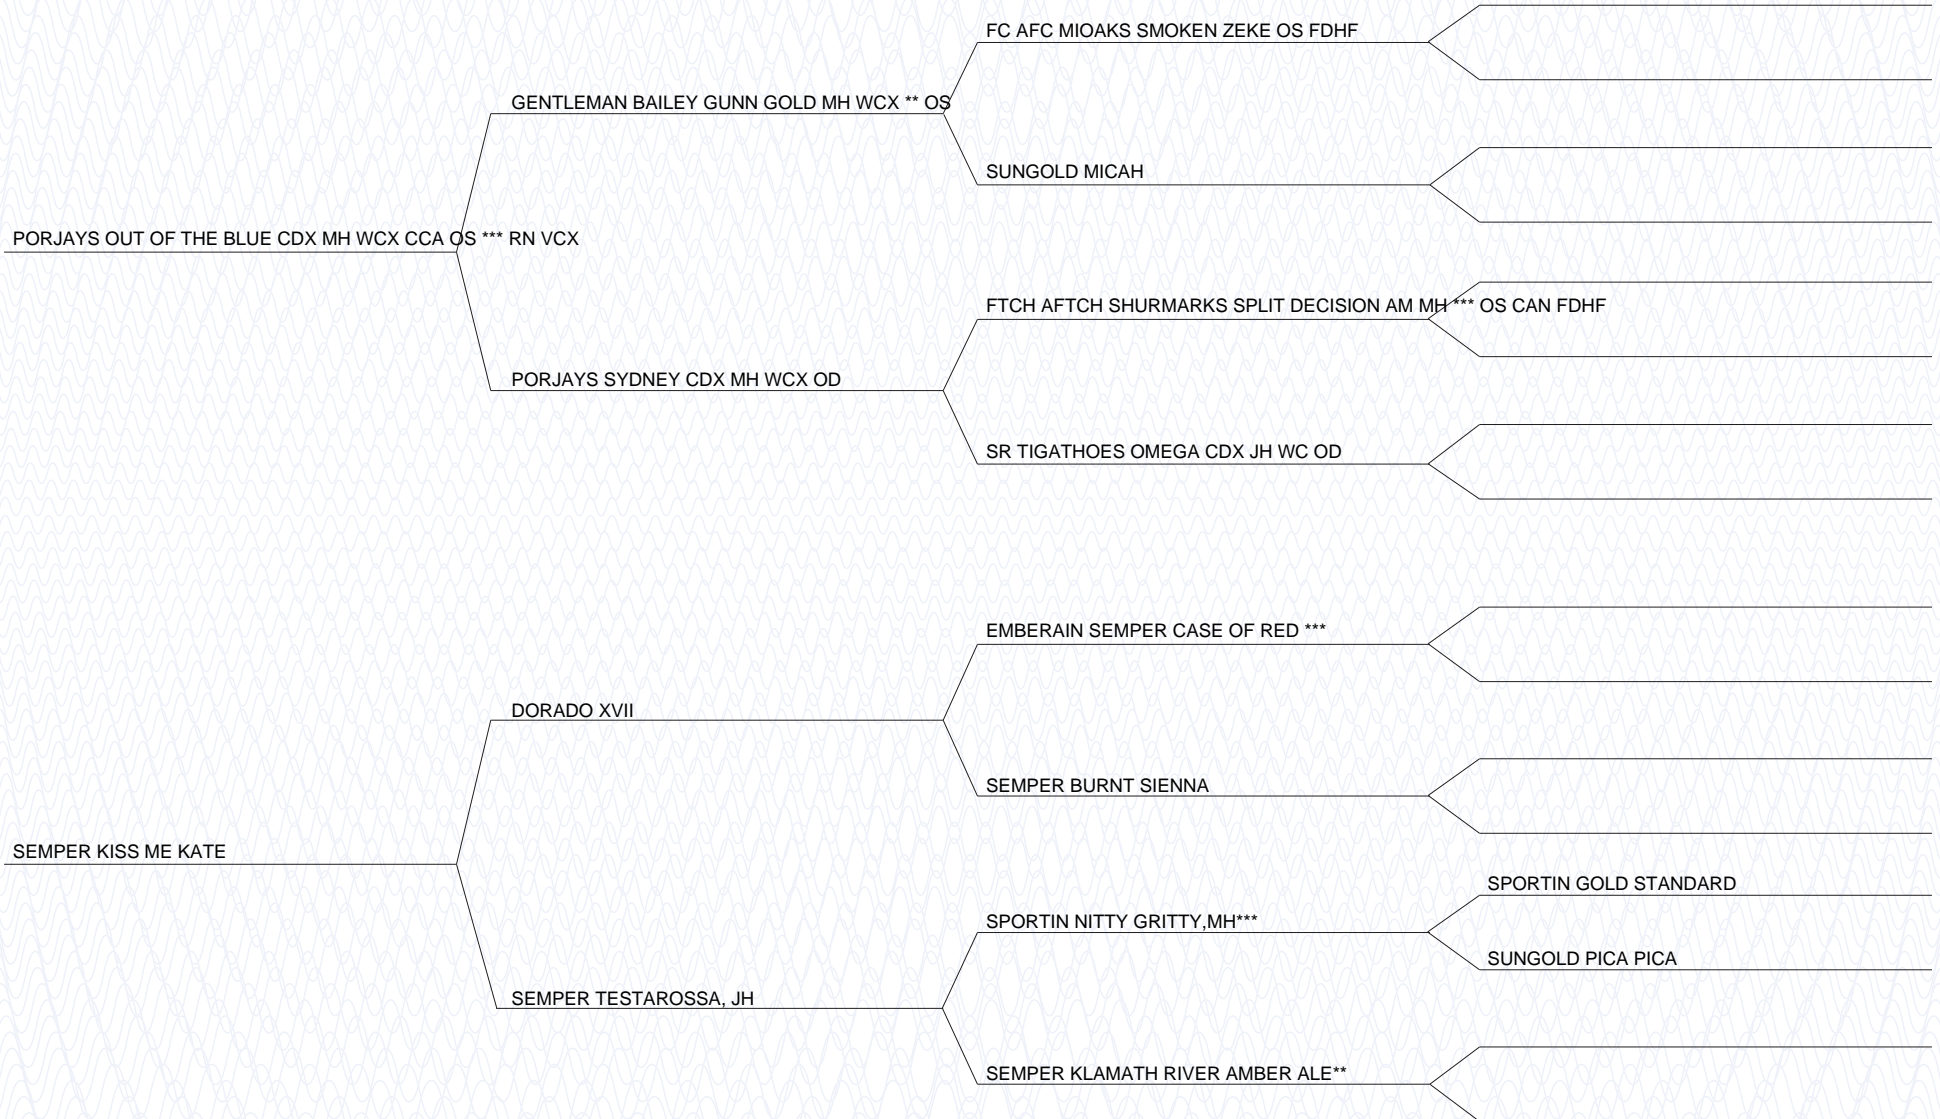 FC AFC MIOAKS SMOKEN ZEKE OS FDHF
GENTLEMAN BAILEY GUNN GOLD MH WCX ** OS
SUNGOLD MICAH
PORJAYS OUT OF THE BLUE CDX MH WCX CCA OS *** RN VCX
FTCH AFTCH SHURMARKS SPLIT DECISION AM MH *** OS CAN FDHF
PORJAYS SYDNEY CDX MH WCX OD
SR TIGATHOES OMEGA CDX JH WC OD
EMBERAIN SEMPER CASE OF RED ***
DORADO XVII
SEMPER BURNT SIENNA
SEMPER KISS ME KATE
SPORTIN GOLD STANDARD
SPORTIN NITTY GRITTY,MH***
SUNGOLD PICA PICA
SEMPER TESTAROSSA, JH
SEMPER KLAMATH RIVER AMBER ALE**